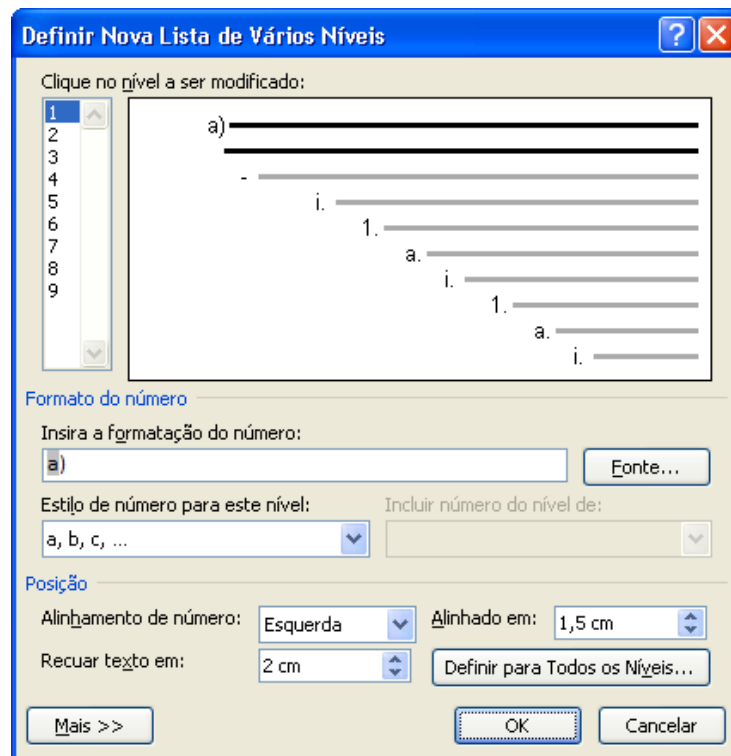 Definir Nova Lista de Vários Níveis
Clique no nível a ser modificado:
1
2
3
4
5
6
7
8
9
a)
-
i.
1.
a.
i.
1.
a.
i.
Formato do número
Insira a formatação do número:
a)
Fonte...
Estilo de número para este nível:
Incluir número do nível de:
a, b, c, ...
Posição
Alinhamento de número:
Esquerda
Alinhado em:
1,5 cm
Recuar texto em:
2 cm
Definir para Todos os Níveis...
Mais >>
OK
Cancelar